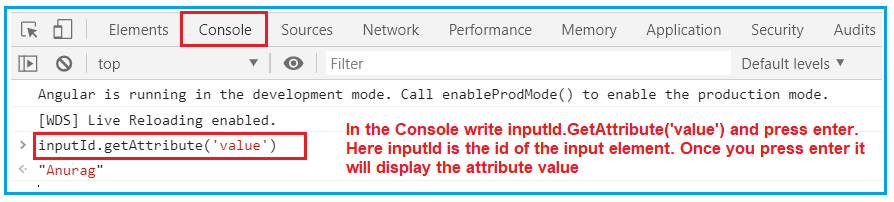 Elements Console Sources Network Performance Memory Application Security Audits
top Filter Default levels
Angular is running in the development mode. Call enableProdMode() to enable the production mode.
[WDS] Live Reloading enabled.
> inputId.getAttribute('value')
"Anurag"
In the Console write inputId.GetAttribute('value') and press enter.
Here inputId is the id of the input element. Once you press enter it
will display the attribute value